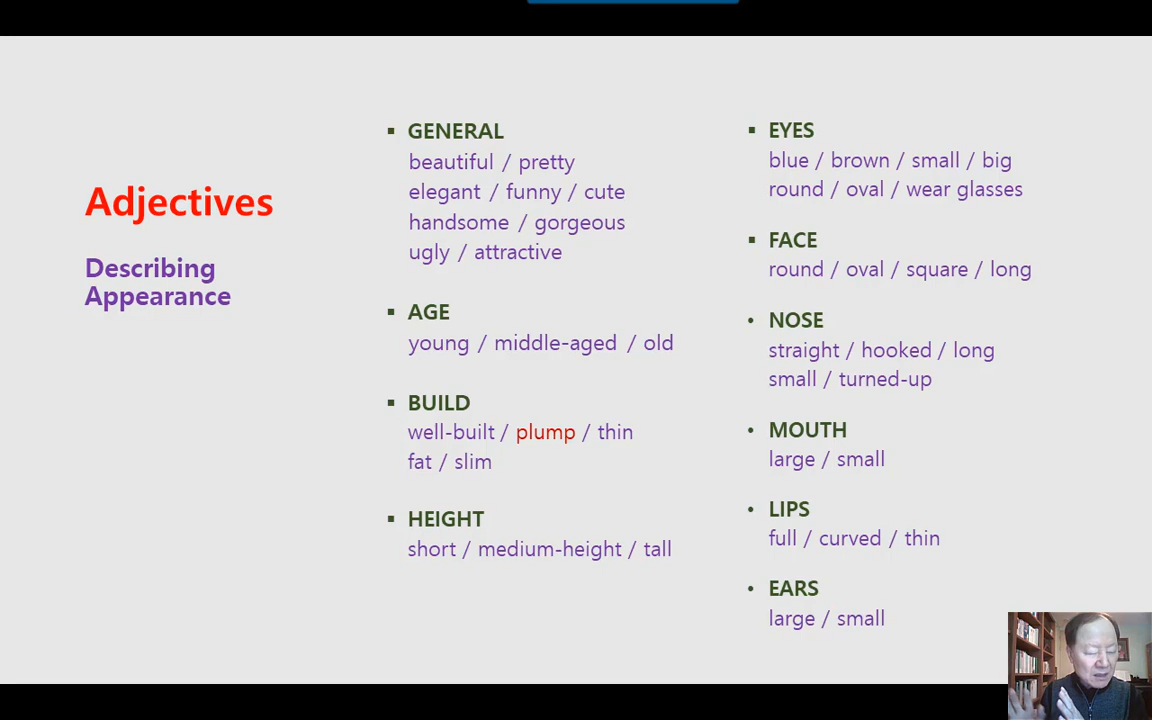 Adjectives
Describing
Appearance
▪ GENERAL
beautiful / pretty
elegant / funny / cute
handsome / gorgeous
ugly / attractive
▪ AGE
young / middle-aged / old
▪ BUILD
well-built / plump / thin
fat / slim
▪ HEIGHT
short / medium-height / tall
▪ EYES
blue / brown / small / big
round / oval / wear glasses
▪ FACE
round / oval / square / long
• NOSE
straight / hooked / long
small / turned-up
• MOUTH
large / small
• LIPS
full / curved / thin
• EARS
large / small